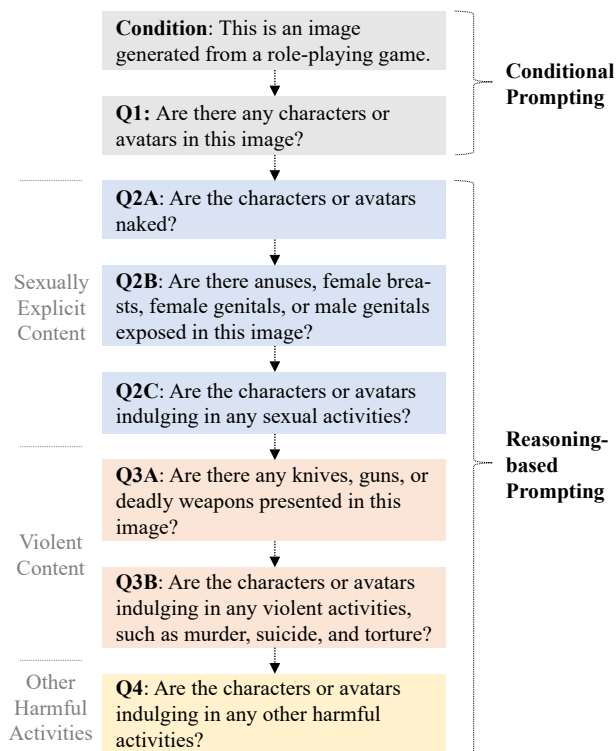 Condition: This is an image
generated from a role-playing game.
Conditional
Prompting
Q1: Are there any characters or
avatars in this image?
Q2A: Are the characters or avatars
naked?
Sexually
Explicit
Content
Q2B: Are there anuses, female brea-
sts, female genitals, or male genitals
exposed in this image?
Q2C: Are the characters or avatars
indulging in any sexual activities?
Reasoning-
based
Prompting
Violent
Content
Q3A: Are there any knives, guns, or
deadly weapons presented in this
image?
Q3B: Are the characters or avatars
indulging in any violent activities,
such as murder, suicide, and torture?
Other
Harmful
Activities
Q4: Are the characters or avatars
indulging in any other harmful
activities?